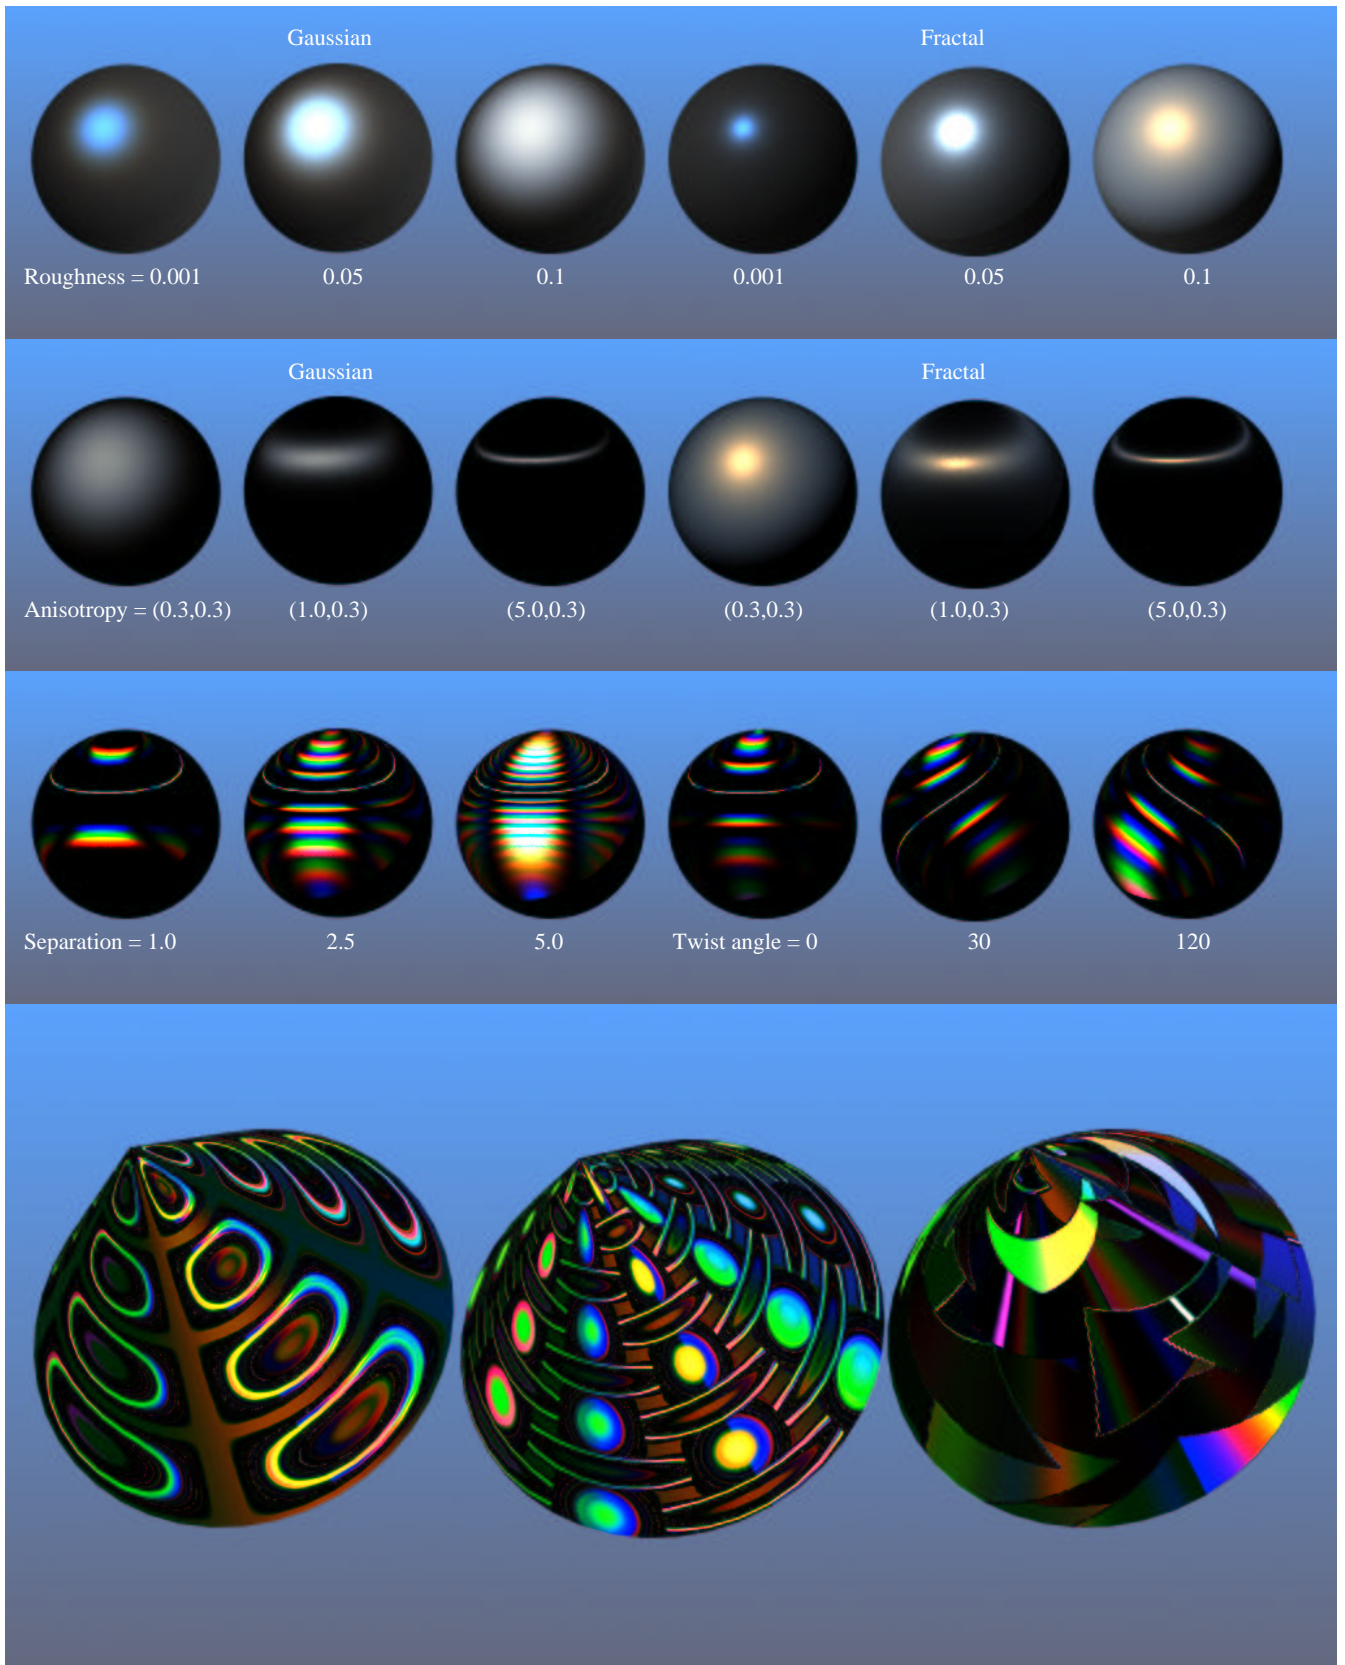 Gaussian Fractal
Roughness = 0.001 0.05 0.1 0.001 0.05 0.1
Gaussian Fractal
Anisotropy = (0.3,0.3) (1.0,0.3) (5.0,0.3) (0.3,0.3) (1.0,0.3) (5.0,0.3)
Separation = 1.0 2.5 5.0 Twist angle = 0 30 120